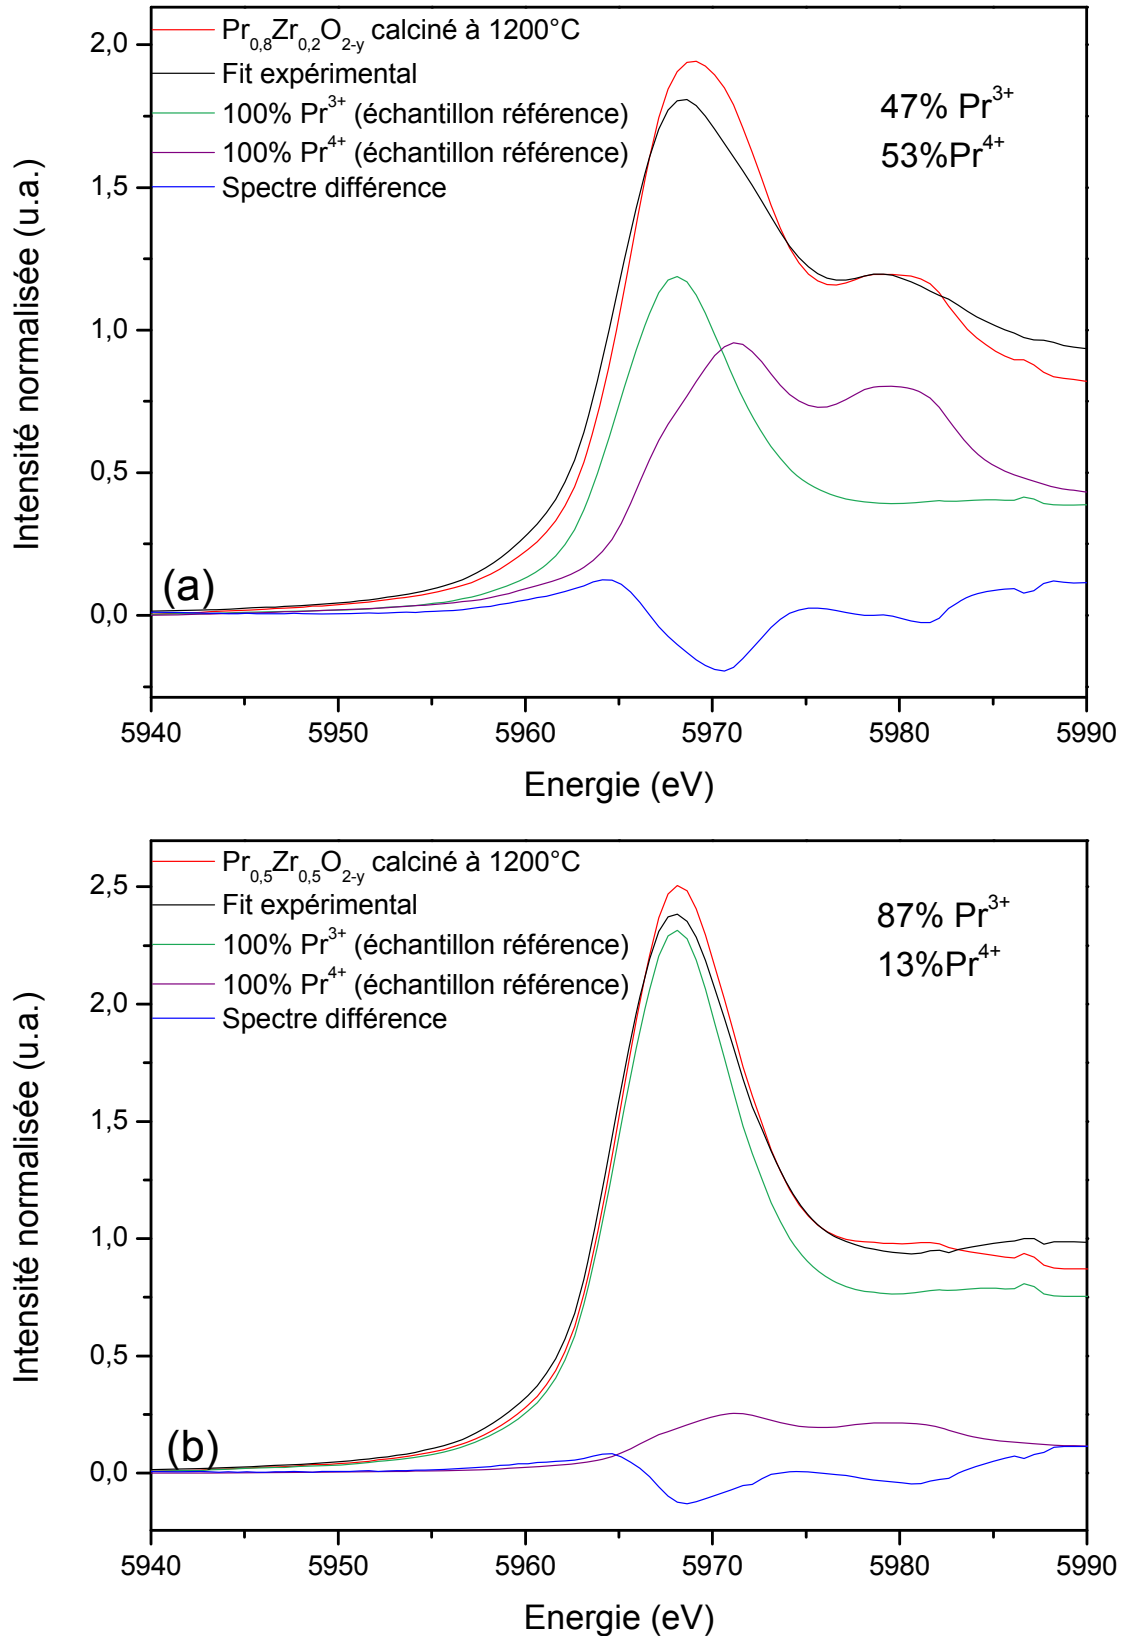 Pr0,8Zr0,2O2-y calciné à 1200°C
Fit expérimental
100% Pr3+ (échantillon référence)
100% Pr4+ (échantillon référence)
Spectre différence
47% Pr3+
53%Pr4+
2,0
1,5
1,0
0,5
0,0
Intensité normalisée (u.a.)
(a)
5940 5950 5960 5970 5980 5990
Energie (eV)
Pr0,5Zr0,5O2-y calciné à 1200°C
Fit expérimental
100% Pr3+ (échantillon référence)
100% Pr4+ (échantillon référence)
Spectre différence
87% Pr3+
13%Pr4+
2,5
2,0
1,5
1,0
0,5
0,0
Intensité normalisée (u.a.)
(b)
5940 5950 5960 5970 5980 5990
Energie (eV)